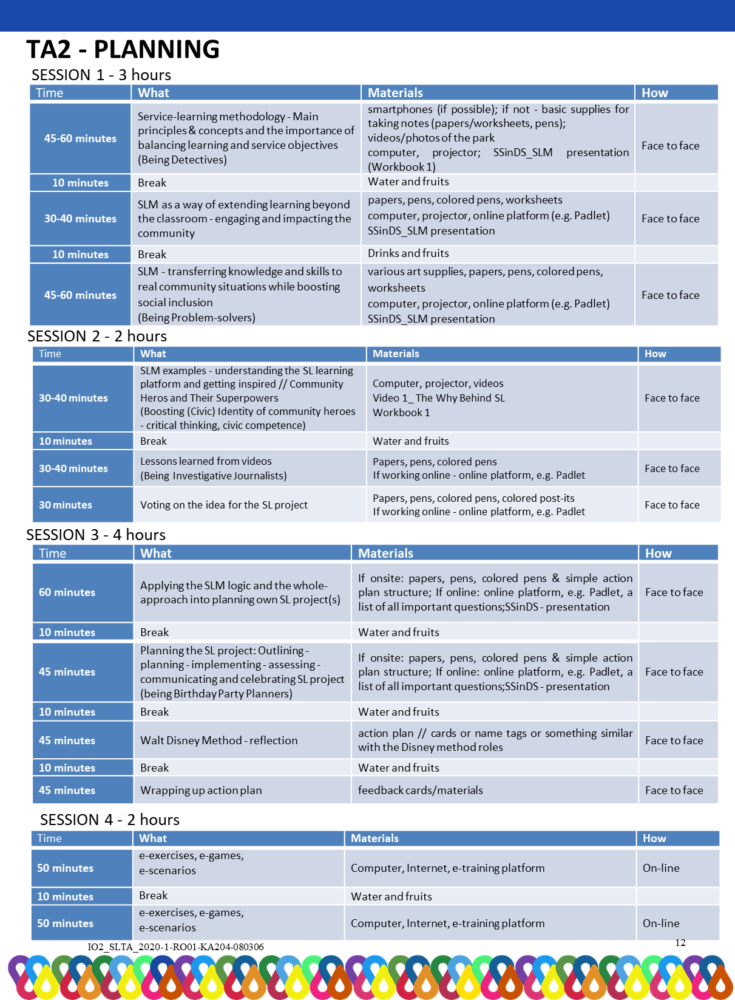 TA2 - PLANNING
SESSION 1 - 3 hours
Time What Materials How
45-60 minutes
Service-learning methodology - Main
principles & concepts and the importance of
balancing learning and service objectives
(Being Detectives)
smartphones (if possible); if not - basic supplies for
taking notes (papers/worksheets, pens);
videos/photos of the park
computer, projector; SSinDS_SLM presentation
(Workbook 1)
Face to face
10 minutes Break Water and fruits
30-40 minutes
SLM as a way of extending learning beyond
the classroom - engaging and impacting the
community
papers, pens, colored pens, worksheets
computer, projector, online platform (e.g. Padlet)
SSinDS_SLM presentation
Face to face
10 minutes Break Drinks and fruits
45-60 minutes
SLM - transferring knowledge and skills to
real community situations while boosting
social inclusion
(Being Problem-solvers)
various art supplies, papers, pens, colored pens,
worksheets
computer, projector, online platform (e.g. Padlet)
SSinDS_SLM presentation
Face to face
SESSION 2 - 2 hours
Time What Materials How
30-40 minutes
SLM examples - understanding the SL learning
platform and getting inspired // Community
Heros and Their Superpowers
(Boosting (Civic) Identity of community heroes
- critical thinking, civic competence)
Computer, projector, videos
Video 1_ The Why Behind SL
Workbook 1
Face to face
10 minutes Break Water and fruits
30-40 minutes
Lessons learned from videos
(Being Investigative Journalists)
Papers, pens, colored pens
If working online - online platform, e.g. Padlet
Face to face
30 minutes
Voting on the idea for the SL project
Papers, pens, colored pens, colored post-its
If working online - online platform, e.g. Padlet
Face to face
SESSION 3 - 4 hours
Time What Materials How
60 minutes
Applying the SLM logic and the whole-
approach into planning own SL project(s)
If onsite: papers, pens, colored pens & simple action
plan structure; If online: online platform, e.g. Padlet, a
list of all important questions;SSinDS - presentation
Face to face
10 minutes Break Water and fruits
45 minutes
Planning the SL project: Outlining -
planning - implementing - assessing -
communicating and celebrating SL project
(being Birthday Party Planners)
If onsite: papers, pens, colored pens & simple action
plan structure; If online: online platform, e.g. Padlet, a
list of all important questions;SSinDS - presentation
Face to face
10 minutes Break Water and fruits
45 minutes
Walt Disney Method - reflection
action plan // cards or name tags or something similar
with the Disney method roles
Face to face
10 minutes Break Water and fruits
45 minutes Wrapping up action plan feedback cards/materials Face to face
SESSION 4 - 2 hours
Time What Materials How
50 minutes
e-exercises, e-games,
e-scenarios
Computer, Internet, e-training platform
On-line
10 minutes Break Water and fruits
50 minutes
e-exercises, e-games,
e-scenarios
Computer, Internet, e-training platform
On-line
IO2_SLTA_2020-1-RO01-KA204-080306
12